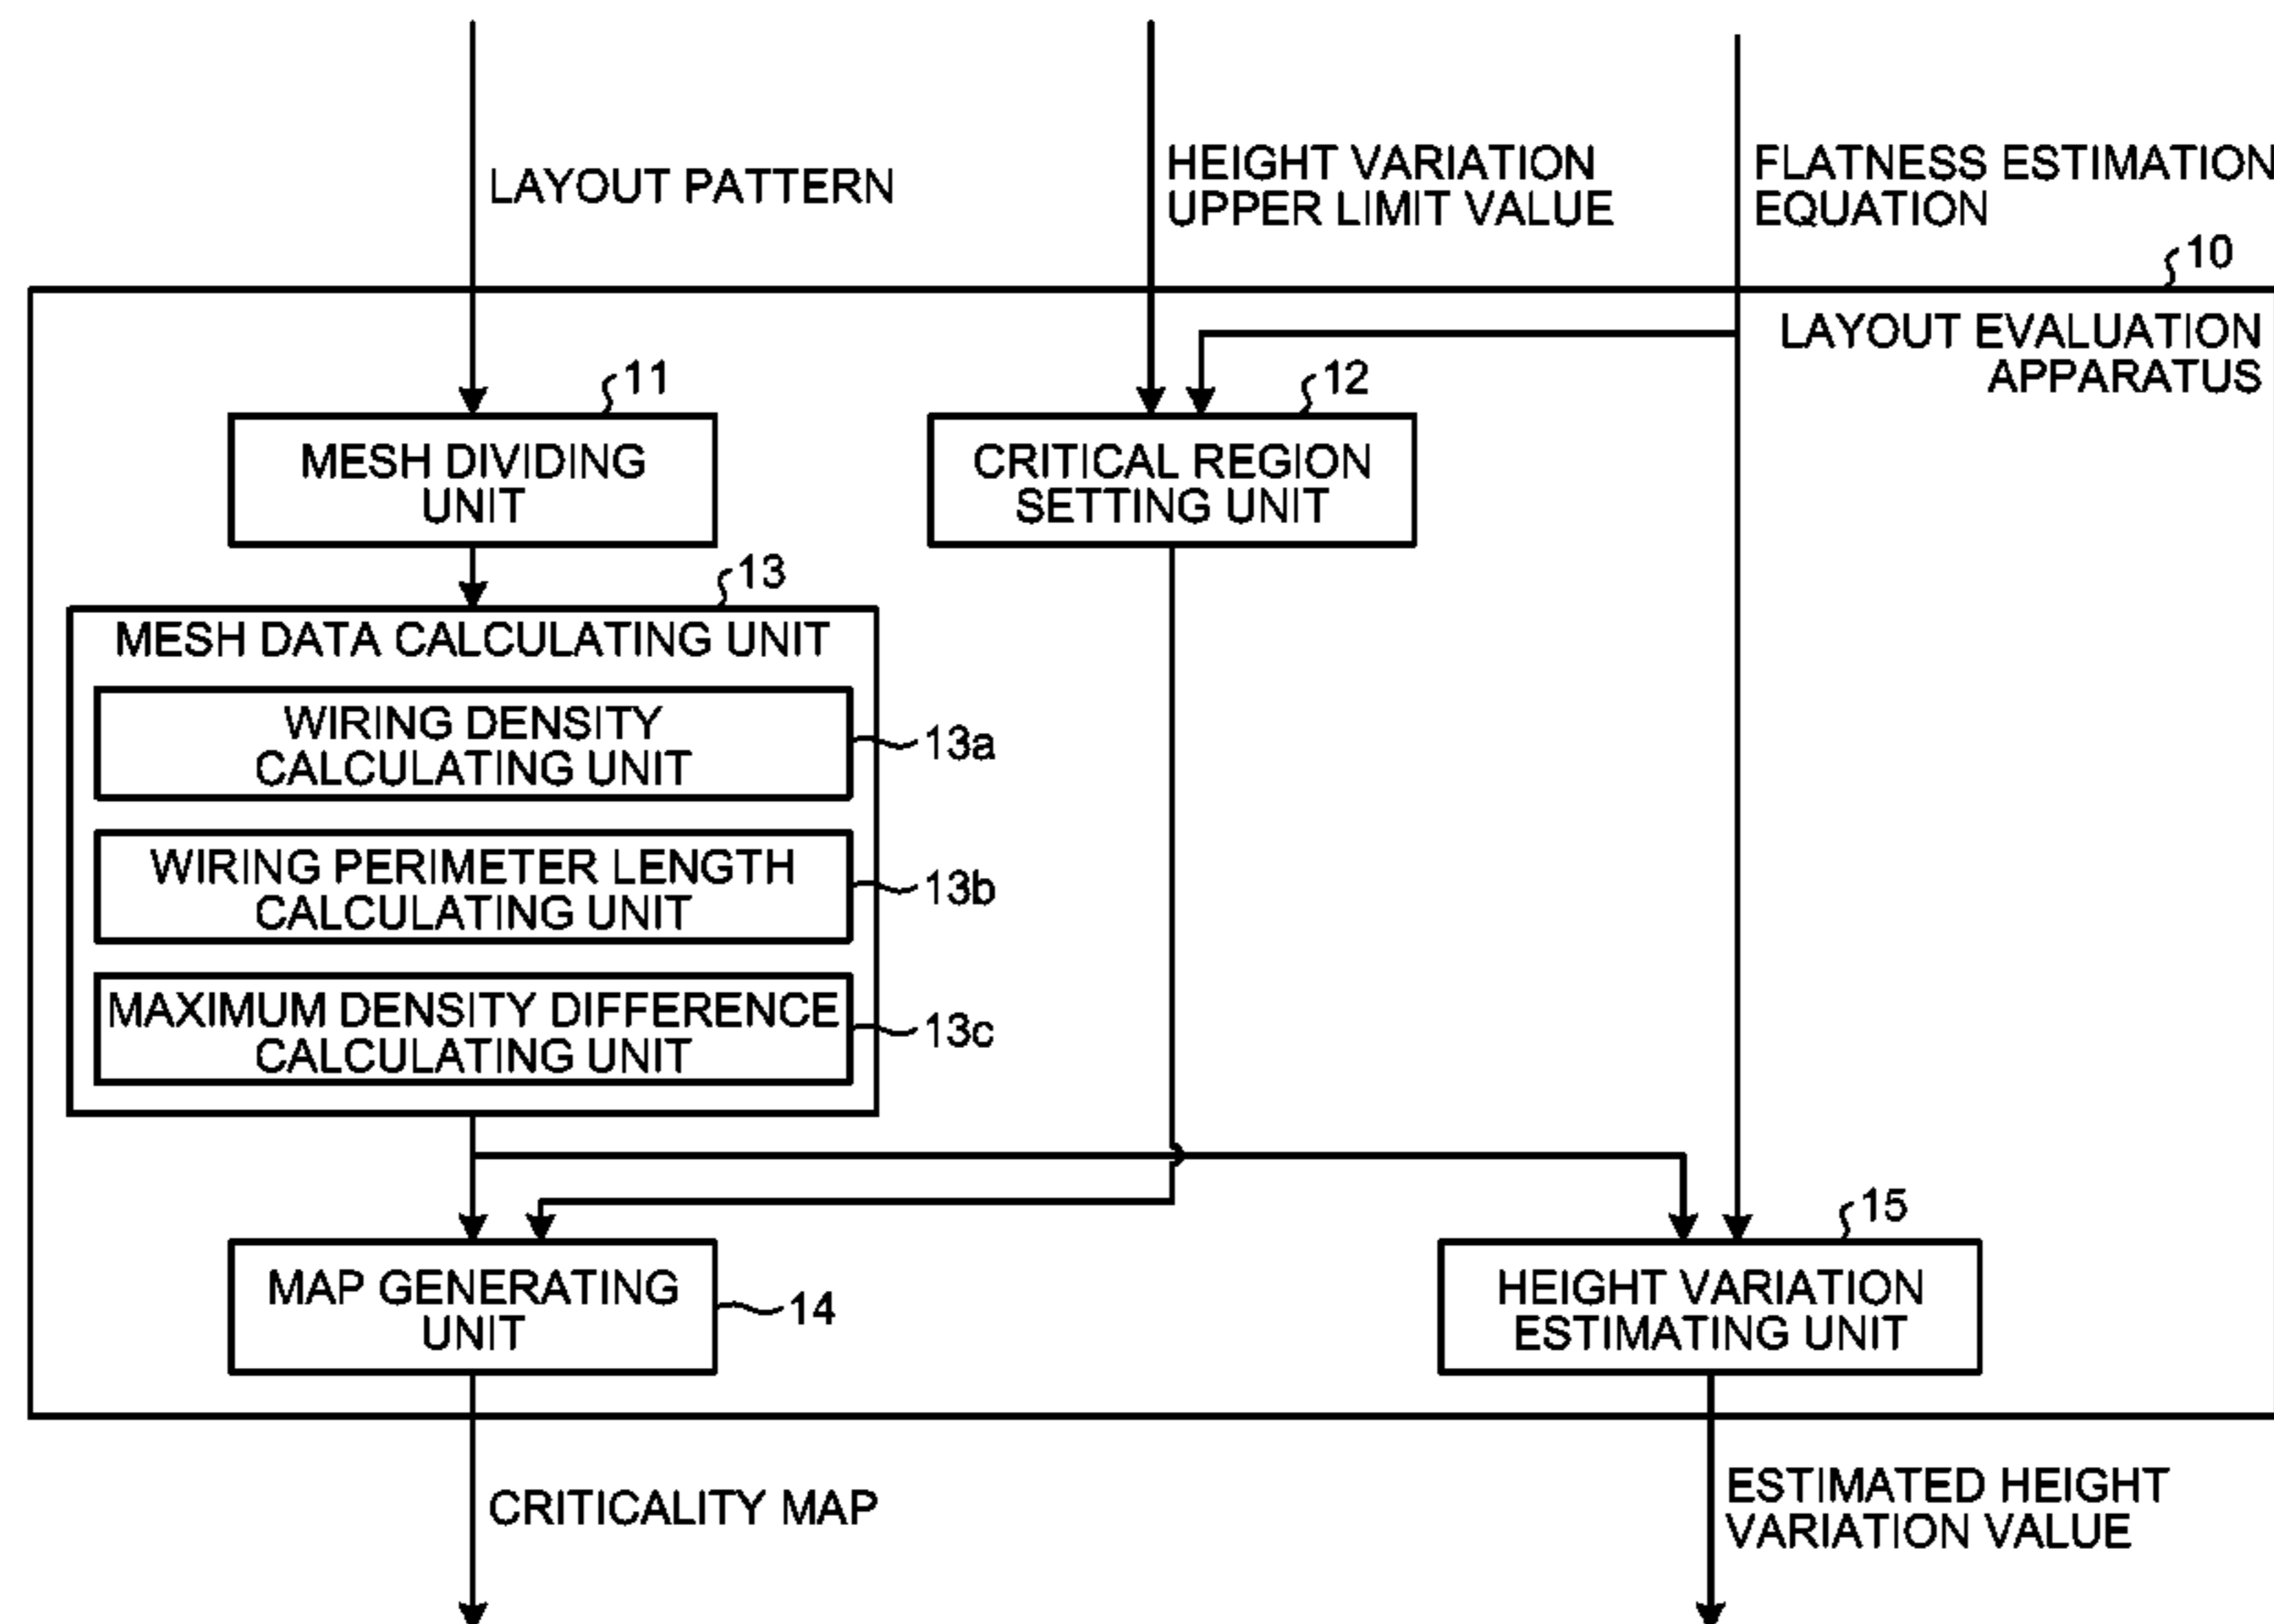 LAYOUT PATTERN
HEIGHT VARIATION
UPPER LIMIT VALUE
FLATNESS ESTIMATION
EQUATION
10
LAYOUT EVALUATION
APPARATUS
11
MESH DIVIDING
UNIT
12
CRITICAL REGION
SETTING UNIT
13
MESH DATA CALCULATING UNIT
WIRING DENSITY
CALCULATING UNIT
13a
WIRING PERIMETER LENGTH
CALCULATING UNIT
13b
MAXIMUM DENSITY DIFFERENCE
CALCULATING UNIT
13c
MAP GENERATING
UNIT
14
15
HEIGHT VARIATION
ESTIMATING UNIT
CRITICALITY MAP
ESTIMATED HEIGHT
VARIATION VALUE